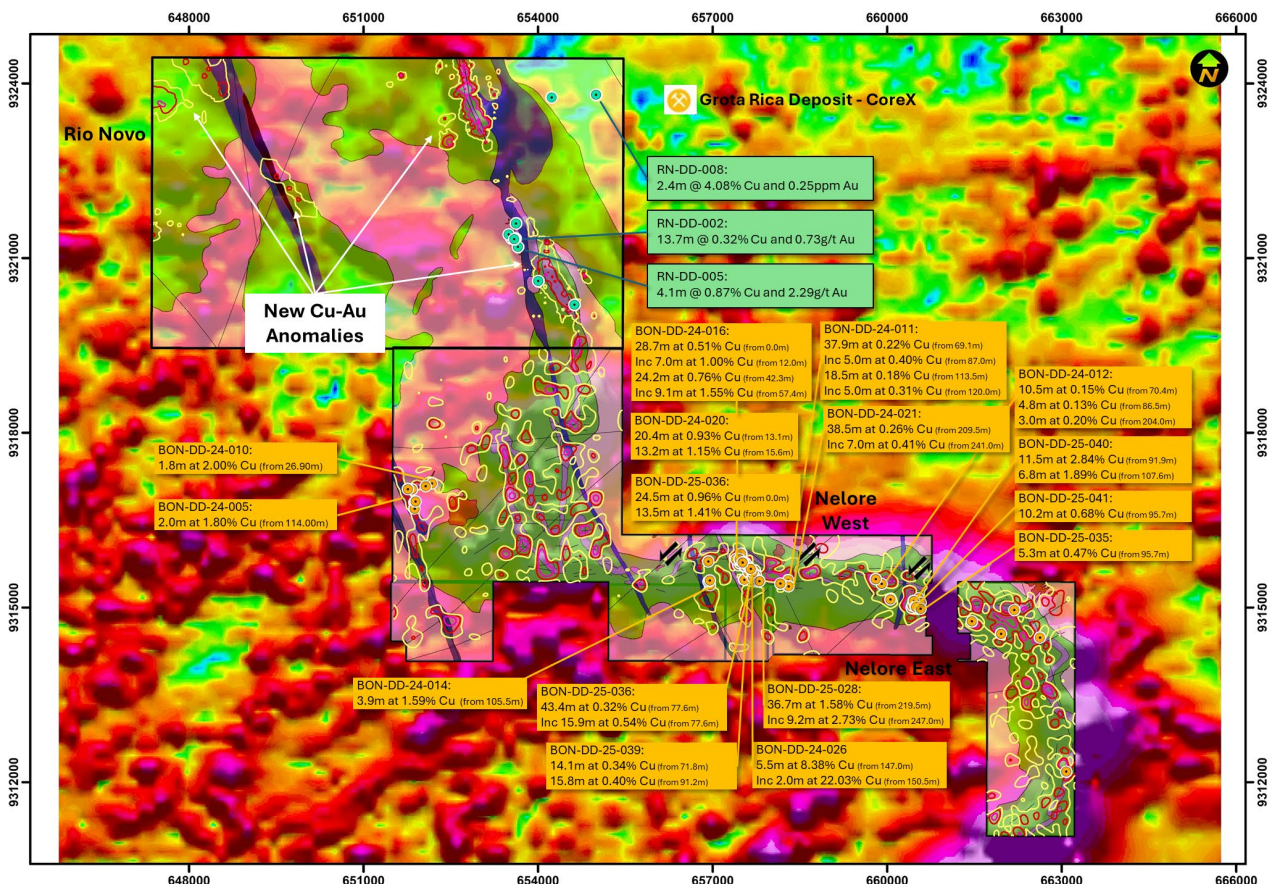 648000
651000
654000
657000
660000
663000
666000
9324000
9321000
9318000
9315000
9312000
N
Rio Novo
Grota Rica Deposit - CoreX
RN-DD-008:
2.4m @ 4.08% Cu and 0.25ppm Au
RN-DD-002:
13.7m @ 0.32% Cu and 0.73g/t Au
RN-DD-005:
4.1m @ 0.87% Cu and 2.29g/t Au
New Cu-Au
Anomalies
BON-DD-24-016:
28.7m at 0.51% Cu (from 0.0m)
Inc 7.0m at 1.00% Cu (from 12.0m)
24.2m at 0.76% Cu (from 42.3m)
Inc 9.1m at 1.55% Cu (from 57.4m)
BON-DD-24-011:
37.9m at 0.22% Cu (from 69.1m)
Inc 5.0m at 0.40% Cu (from 87.0m)
18.5m at 0.18% Cu (from 113.5m)
Inc 5.0m at 0.31% Cu (from 120.0m)
BON-DD-24-012:
10.5m at 0.15% Cu (from 70.4m)
4.8m at 0.13% Cu (from 86.5m)
3.0m at 0.20% Cu (from 204.0m)
BON-DD-24-020:
20.4m at 0.93% Cu (from 13.1m)
13.2m at 1.15% Cu (from 15.6m)
BON-DD-24-021:
38.5m at 0.26% Cu (from 209.5m)
Inc 7.0m at 0.41% Cu (from 241.0m)
BON-DD-25-040:
11.5m at 2.84% Cu (from 91.9m)
6.8m at 1.89% Cu (from 107.6m)
BON-DD-24-010:
1.8m at 2.00% Cu (from 26.90m)
BON-DD-24-005:
2.0m at 1.80% Cu (from 114.00m)
BON-DD-25-036:
24.5m at 0.96% Cu (from 0.0m)
13.5m at 1.41% Cu (from 9.0m)
Nelore
West
BON-DD-25-041:
10.2m at 0.68% Cu (from 95.7m)
BON-DD-25-035:
5.3m at 0.47% Cu (from 95.7m)
Nelore East
BON-DD-24-014:
3.9m at 1.59% Cu (from 105.5m)
BON-DD-25-036:
43.4m at 0.32% Cu (from 77.6m)
Inc 15.9m at 0.54% Cu (from 77.6m)
BON-DD-25-028:
36.7m at 1.58% Cu (from 219.5m)
Inc 9.2m at 2.73% Cu (from 247.0m)
BON-DD-25-039:
14.1m at 0.34% Cu (from 71.8m)
15.8m at 0.40% Cu (from 91.2m)
BON-DD-24-026
5.5m at 8.38% Cu (from 147.0m)
Inc 2.0m at 22.03% Cu (from 150.5m)
9324000
9321000
9318000
9315000
9312000
648000
651000
654000
657000
660000
663000
666000